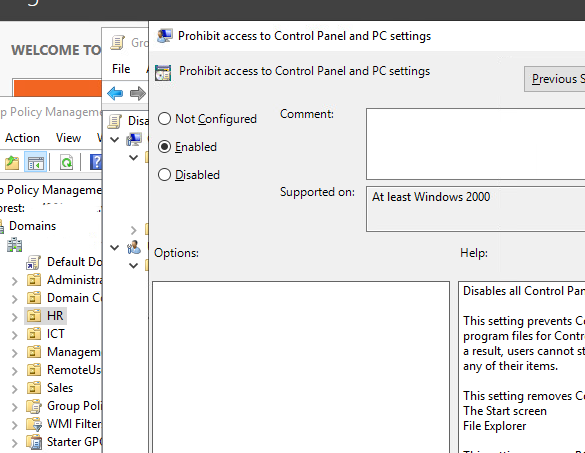 WELCOME TO
Gro
Prohibit access to Control Panel and PC settings
File
Prohibit access to Control Panel and PC settings
Previous S
p Policy Manageme
Action View
Disa
Not Configured
Enabled
Disabled
Comment:
Supported on:
At least Windows 2000
p Policy Manageme
orest:
Domains
Default Do
Administra
Domain Co
HR
ICT
Managem
RemoteUs
Sales
Group Poli
WMI Filter
Starter GPO
Options:
Help:
Disables all Control Pan
This setting prevents Co
program files for Contr
a result, users cannot st
any of their items.
This setting removes Co
The Start screen
File Explorer